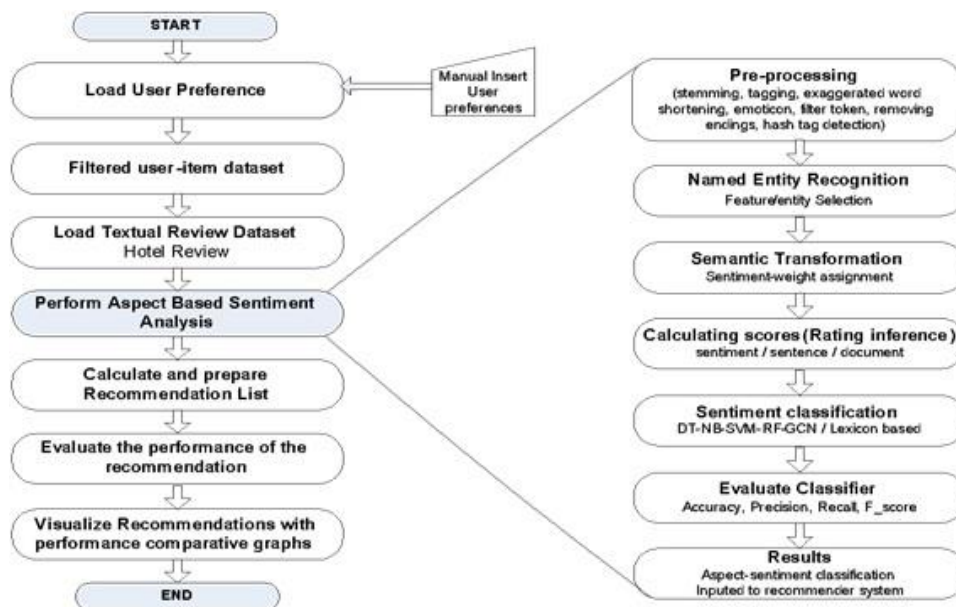 START
Load User Preference
Manual Insert
User
preferences
Filtered user-item dataset
Load Textual Review Dataset
Hotel Review
Perform Aspect Based Sentiment
Analysis
Calculate and prepare
Recommendation List
Evaluate the performance of the
recommendation
Visualize Recommendations with
performance comparative graphs
END
Pre-processing
(stemming, tagging, exaggerated word
shortening, emoticon, filter token, removing
endings, hash tag detection)
Named Entity Recognition
Feature/entity Selection
Semantic Transformation
Sentiment-weight assignment
Calculating scores (Rating inference)
sentiment / sentence / document
Sentiment classification
DT-NB-SVM-RF-GCN / Lexicon based
Evaluate Classifier
Accuracy, Precision, Recall, F_score
Results
Aspect-sentiment classification
Inputed to recommender system